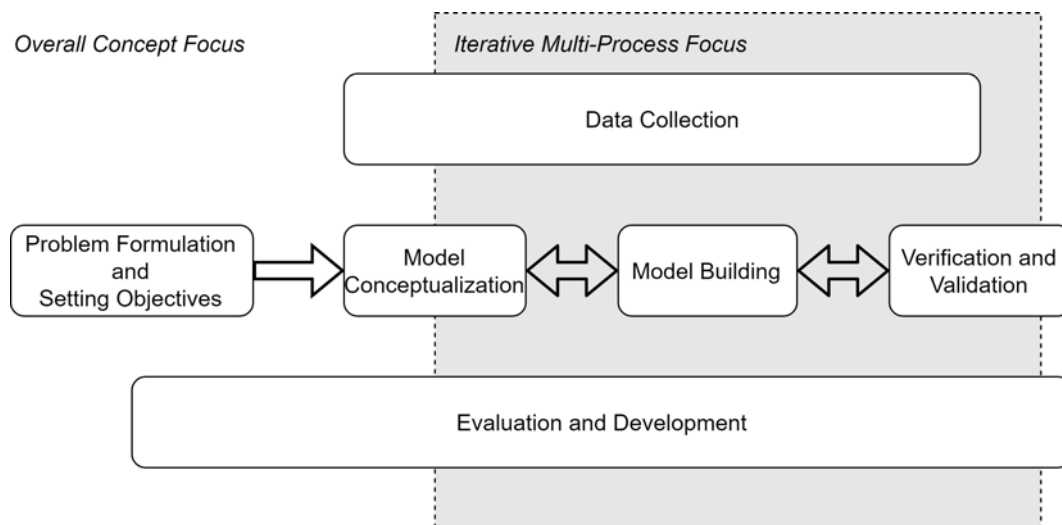 Overall Concept Focus
Iterative Multi-Process Focus
Data Collection
Problem Formulation
and
Setting Objectives
Model
Conceptualization
Model Building
Verification and
Validation
Evaluation and Development